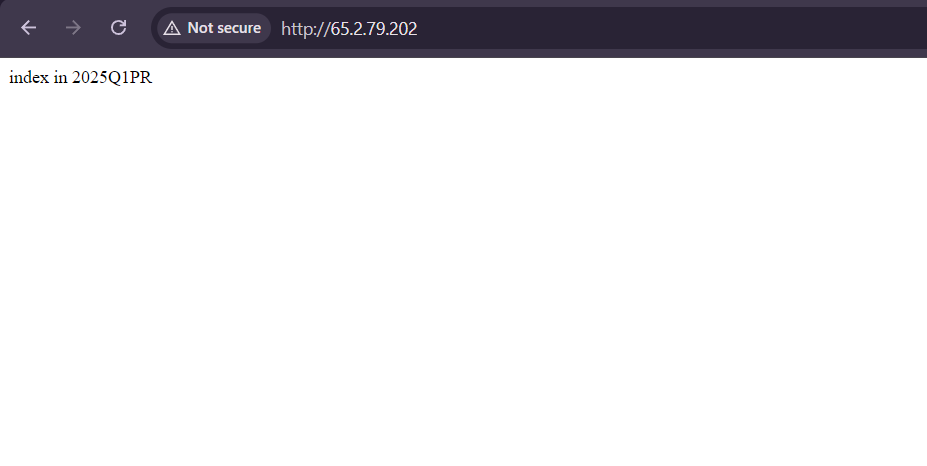 Not secure http://65.2.79.202
index in 2025Q1PR